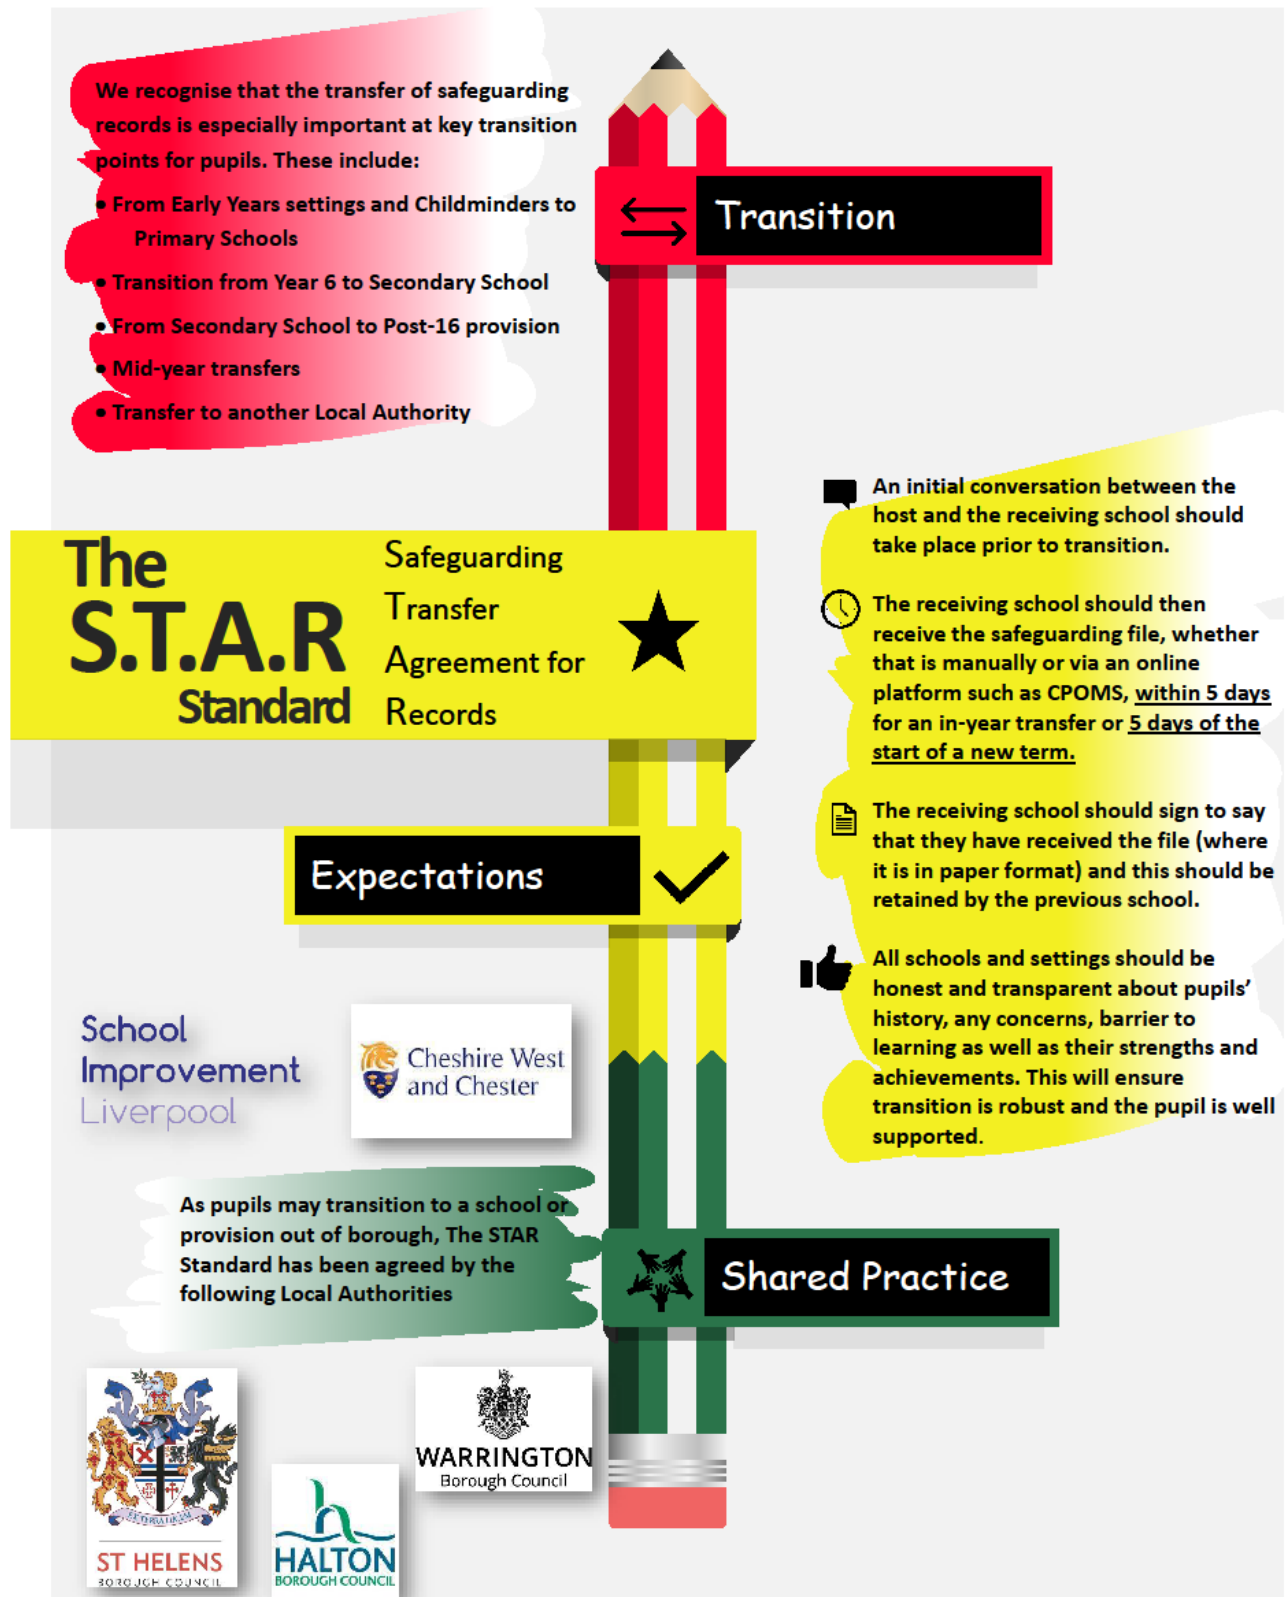 We recognise that the transfer of safeguarding
records is especially important at key transition
points for pupils. These include:
• From Early Years settings and Childminders to
Primary Schools
• Transition from Year 6 to Secondary School
• From Secondary School to Post-16 provision
• Mid-year transfers
• Transfer to another Local Authority
Transition
The
S.T.A.R
Standard
Safeguarding
Transfer
Agreement for
Records
An initial conversation between the
host and the receiving school should
take place prior to transition.
The receiving school should then
receive the safeguarding file, whether
that is manually or via an online
platform such as CPOMS, within 5 days
for an in-year transfer or 5 days of the
start of a new term.
The receiving school should sign to say
that they have received the file (where
it is in paper format) and this should be
retained by the previous school.
All schools and settings should be
honest and transparent about pupils’
history, any concerns, barrier to
learning as well as their strengths and
achievements. This will ensure
transition is robust and the pupil is well
supported.
Expectations
School
Improvement
Liverpool
Cheshire West
and Chester
As pupils may transition to a school or
provision out of borough, The STAR
Standard has been agreed by the
following Local Authorities
Shared Practice
ST HELENS
BOROUGH COUNCIL
HALTON
BOROUGH COUNCIL
WARRINGTON
Borough Council